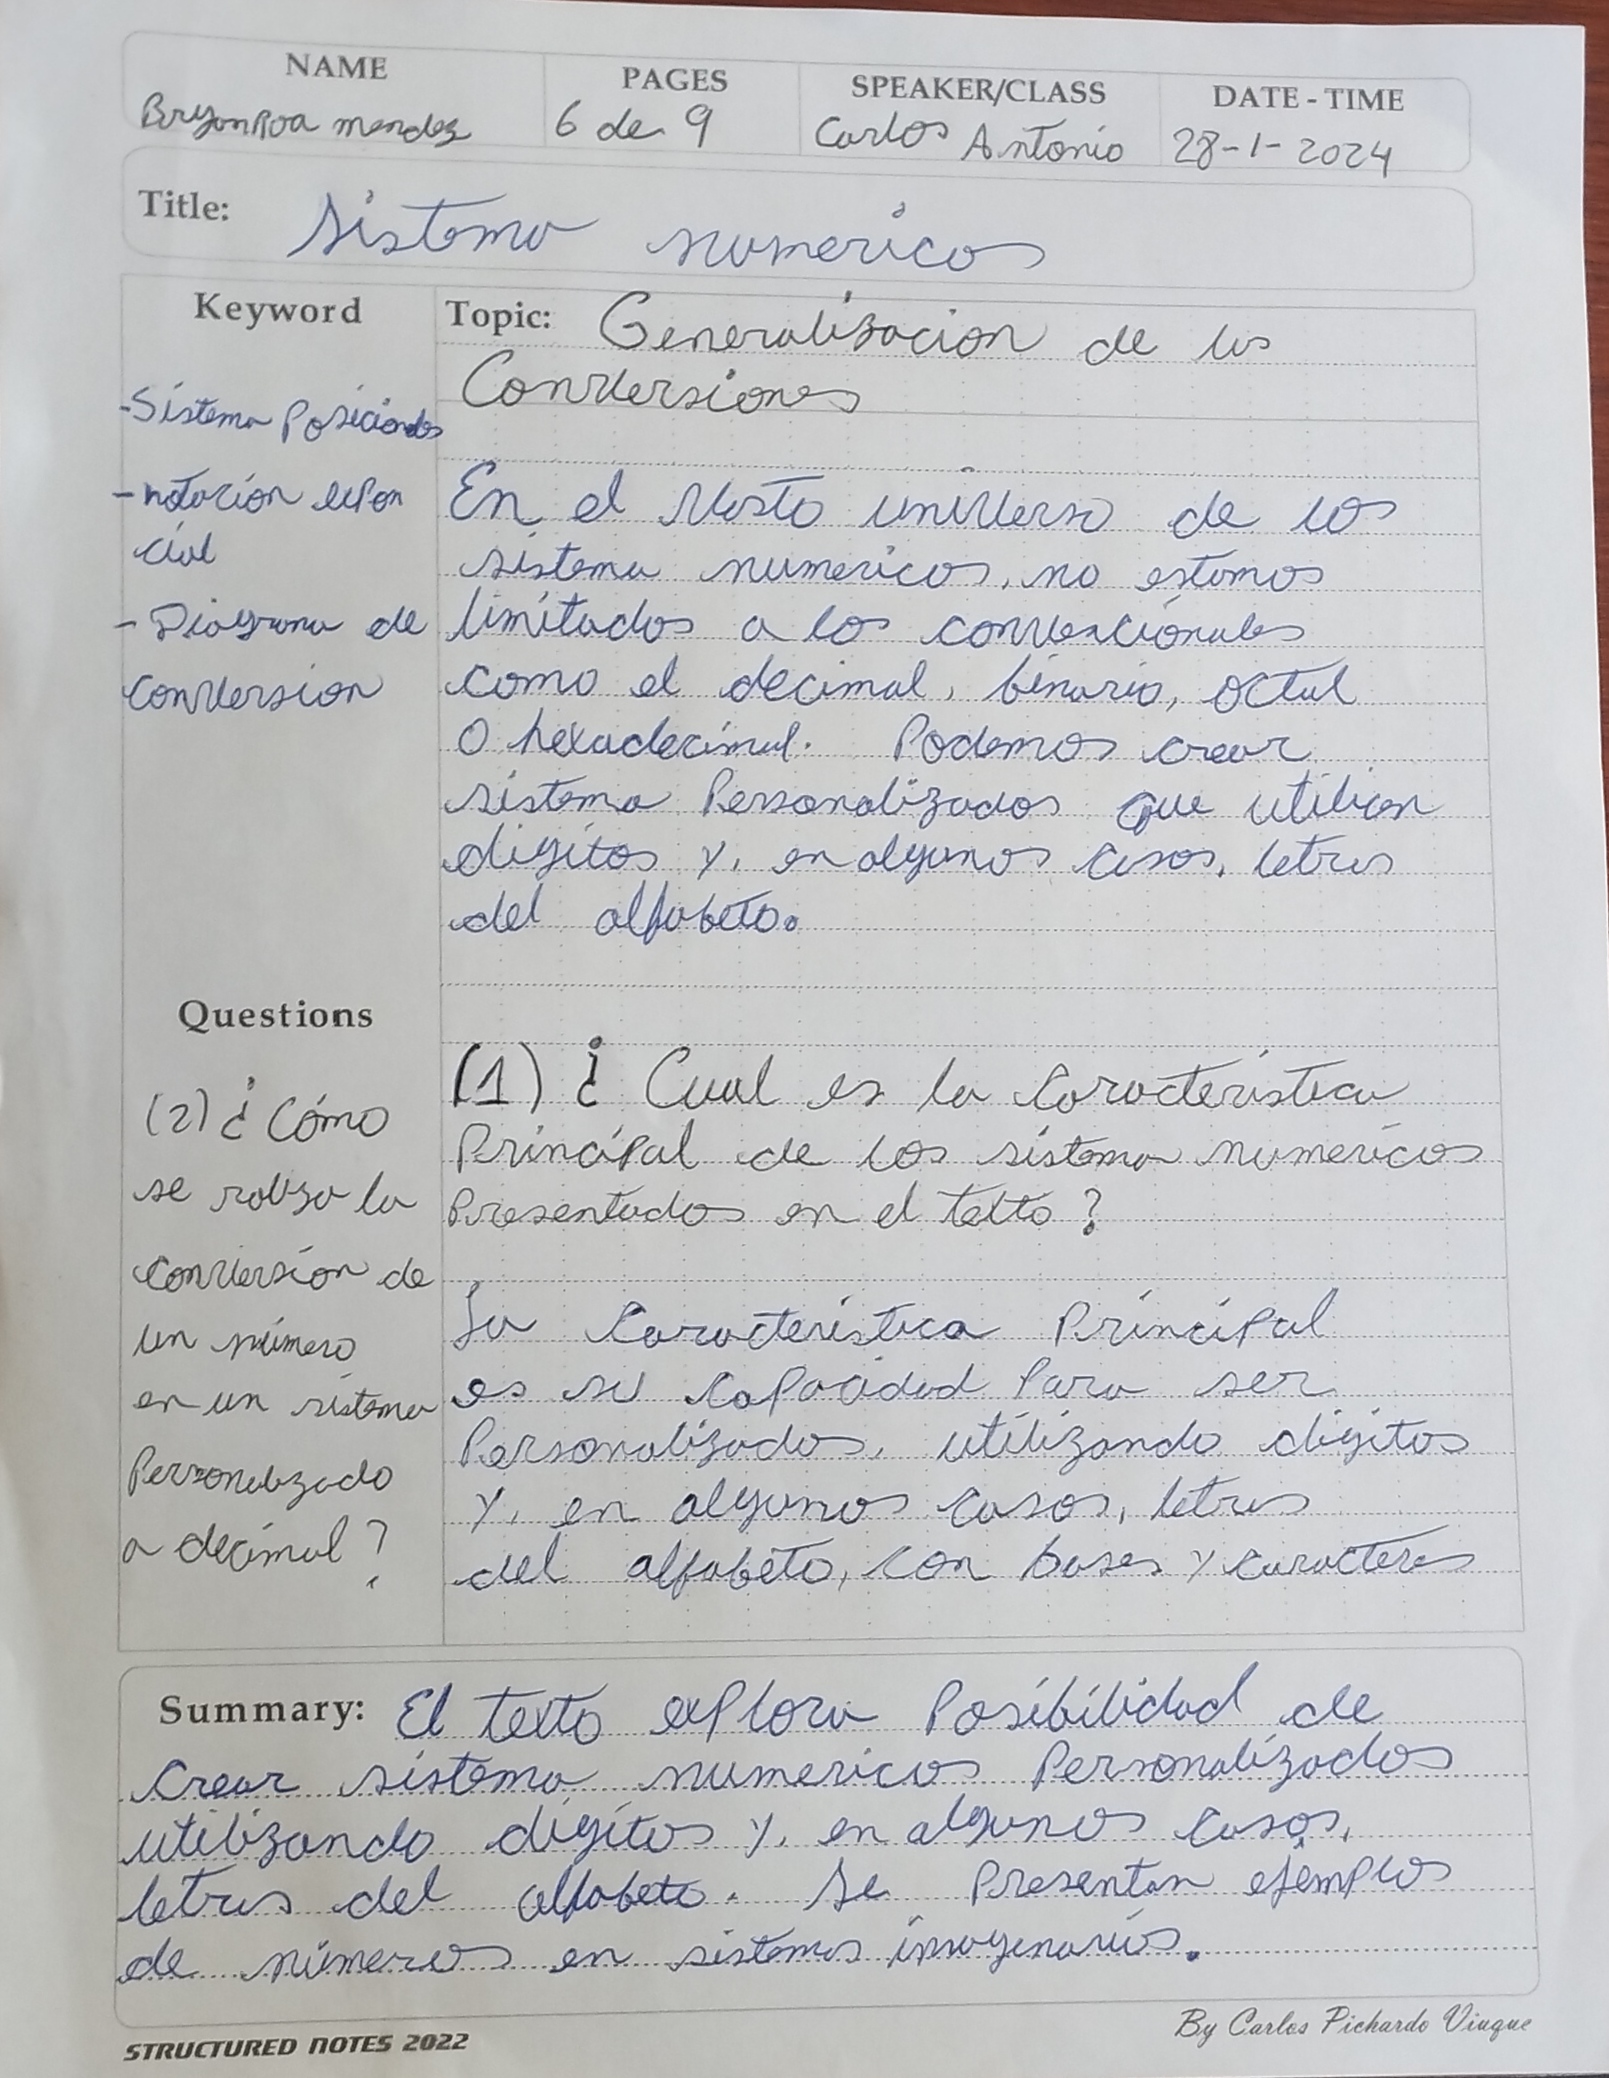 NAME
Bryan Roa mendez
PAGES
6 de 9
SPEAKER/CLASS
Carlos Antonio
DATE - TIME
28-1-2024
Title: Sistema numericos
Keyword
-Sistema Posicionales
- notación expon
cial
- Diagrama de
conversion
Topic: Generalizacion de las
Conversiones
En el vasto universo de los
sistema numericos, no estamos
limitados a los convencionales
como el decimal, binario, octal
O hexadecimal. Podemos crear
sistema Personalizados que utilicen
digitos y, en algunos casos, letras
del alfabeto.
Questions
(2) ¿Cómo
se realiza la
conversión de
un número
en un sistema
Personalizado
a decimal?
(1) ¿ Cual es la caracteristica
Principal de los sistema numericos
Presentados en el texto?
La caracteristica Principal
es su capacidad Para ser
Personalizados, utilizando digitos
y, en algunos casos, letras
del alfabeto, con bases y caracteres
Summary: El texto explora Posibilidad de
crear sistema numericos Personalizados
utilizando dígitos y, en algunos casos,
letras del alfabeto. Se Presentan ejemplos
de números en sistemas imagenarios.
STRUCTURED NOTES 2022
By Carlos Pichardo Viuque